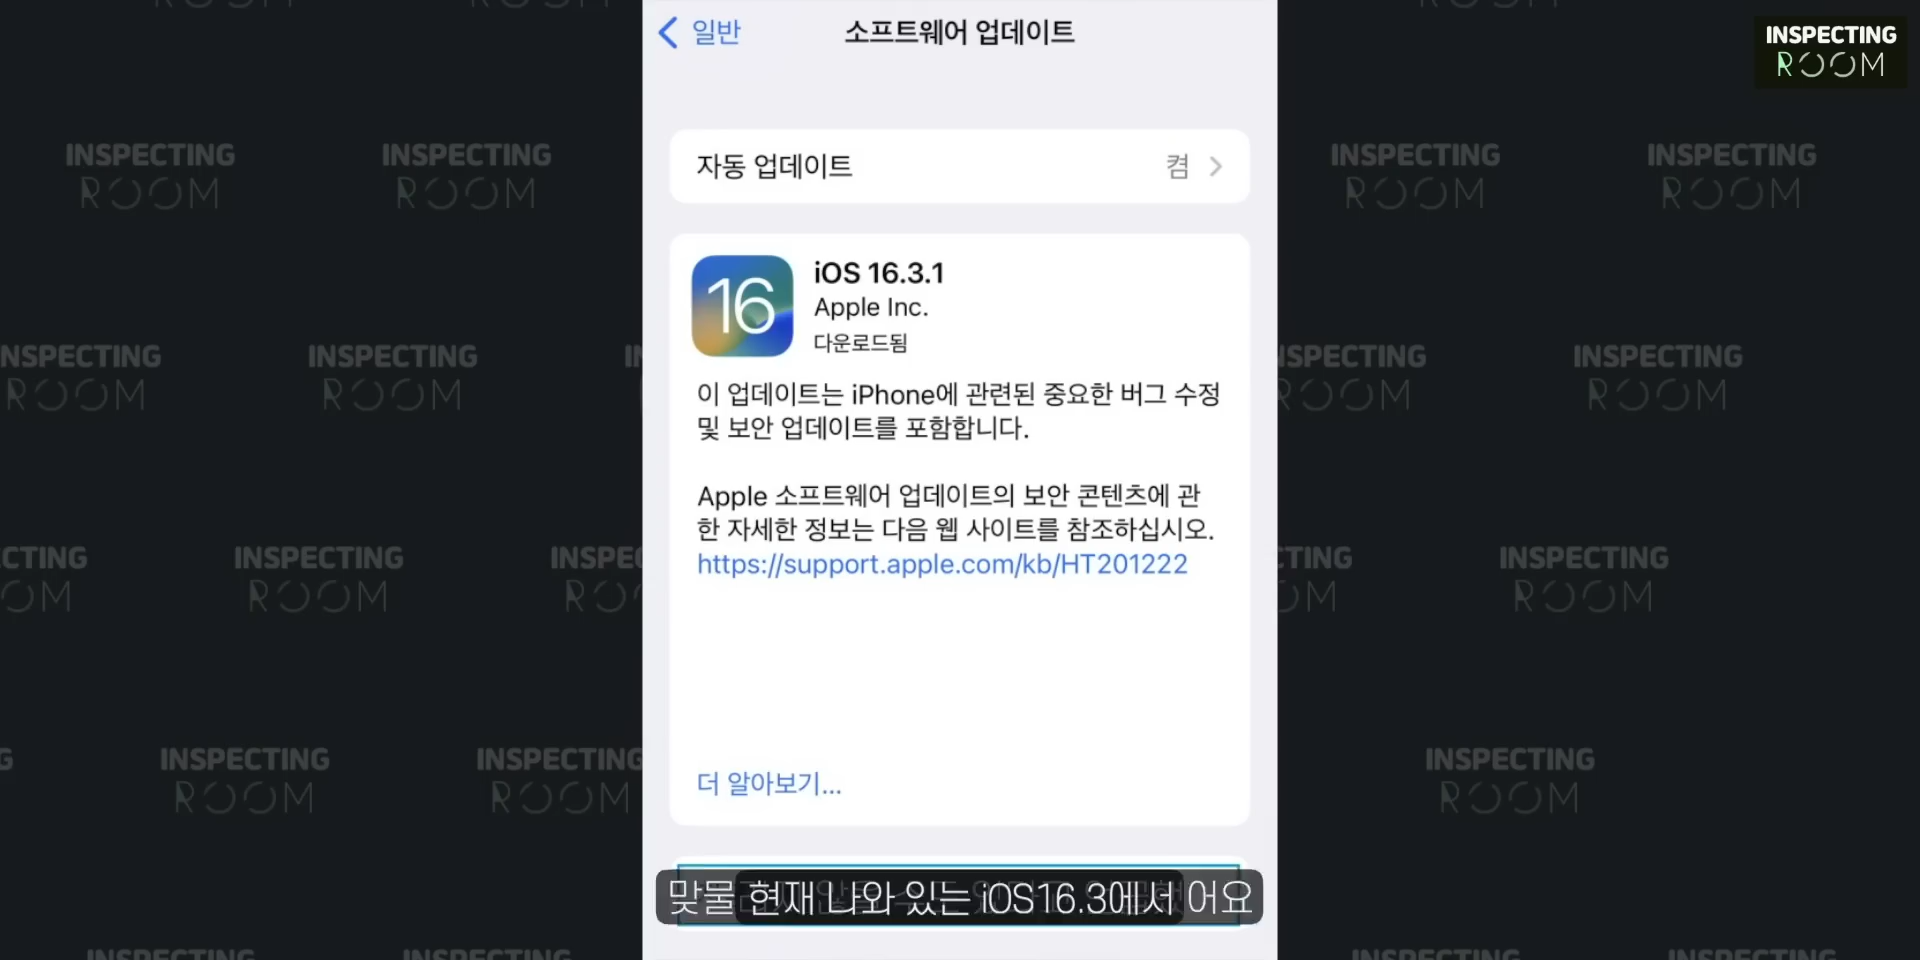 일반
소프트웨어 업데이트
INSPECTING
ROOM
자동 업데이트
켬
16
iOS 16.3.1
Apple Inc.
다운로드됨
이 업데이트는 iPhone에 관련된 중요한 버그 수정
및 보안 업데이트를 포함합니다.
Apple 소프트웨어 업데이트의 보안 콘텐츠에 관
한 자세한 정보는 다음 웹 사이트를 참조하십시오.
https://support.apple.com/kb/HT201222
더 알아보기...
맞물 현재 나와 있는 iOS16.3에서 어요